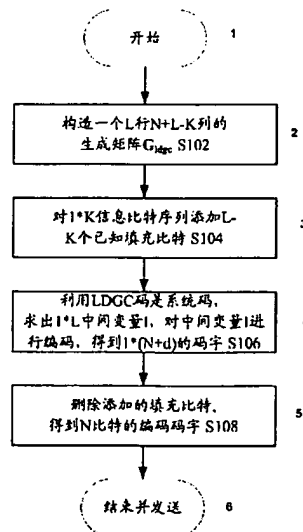 开始
1
构造一个L行N+L-K列的
生成矩阵Gldgc S102
2
对1*K信息比特序列添加L-
K个已知填充比特 S104
利用LDGC码是系统码，
求出1*L中间变量I，对中间变量I进
行编码，得到1*(N+d)的码字 S106
删除添加的填充比特，
得到N比特的编码码字 S108
5
结束并发送
6